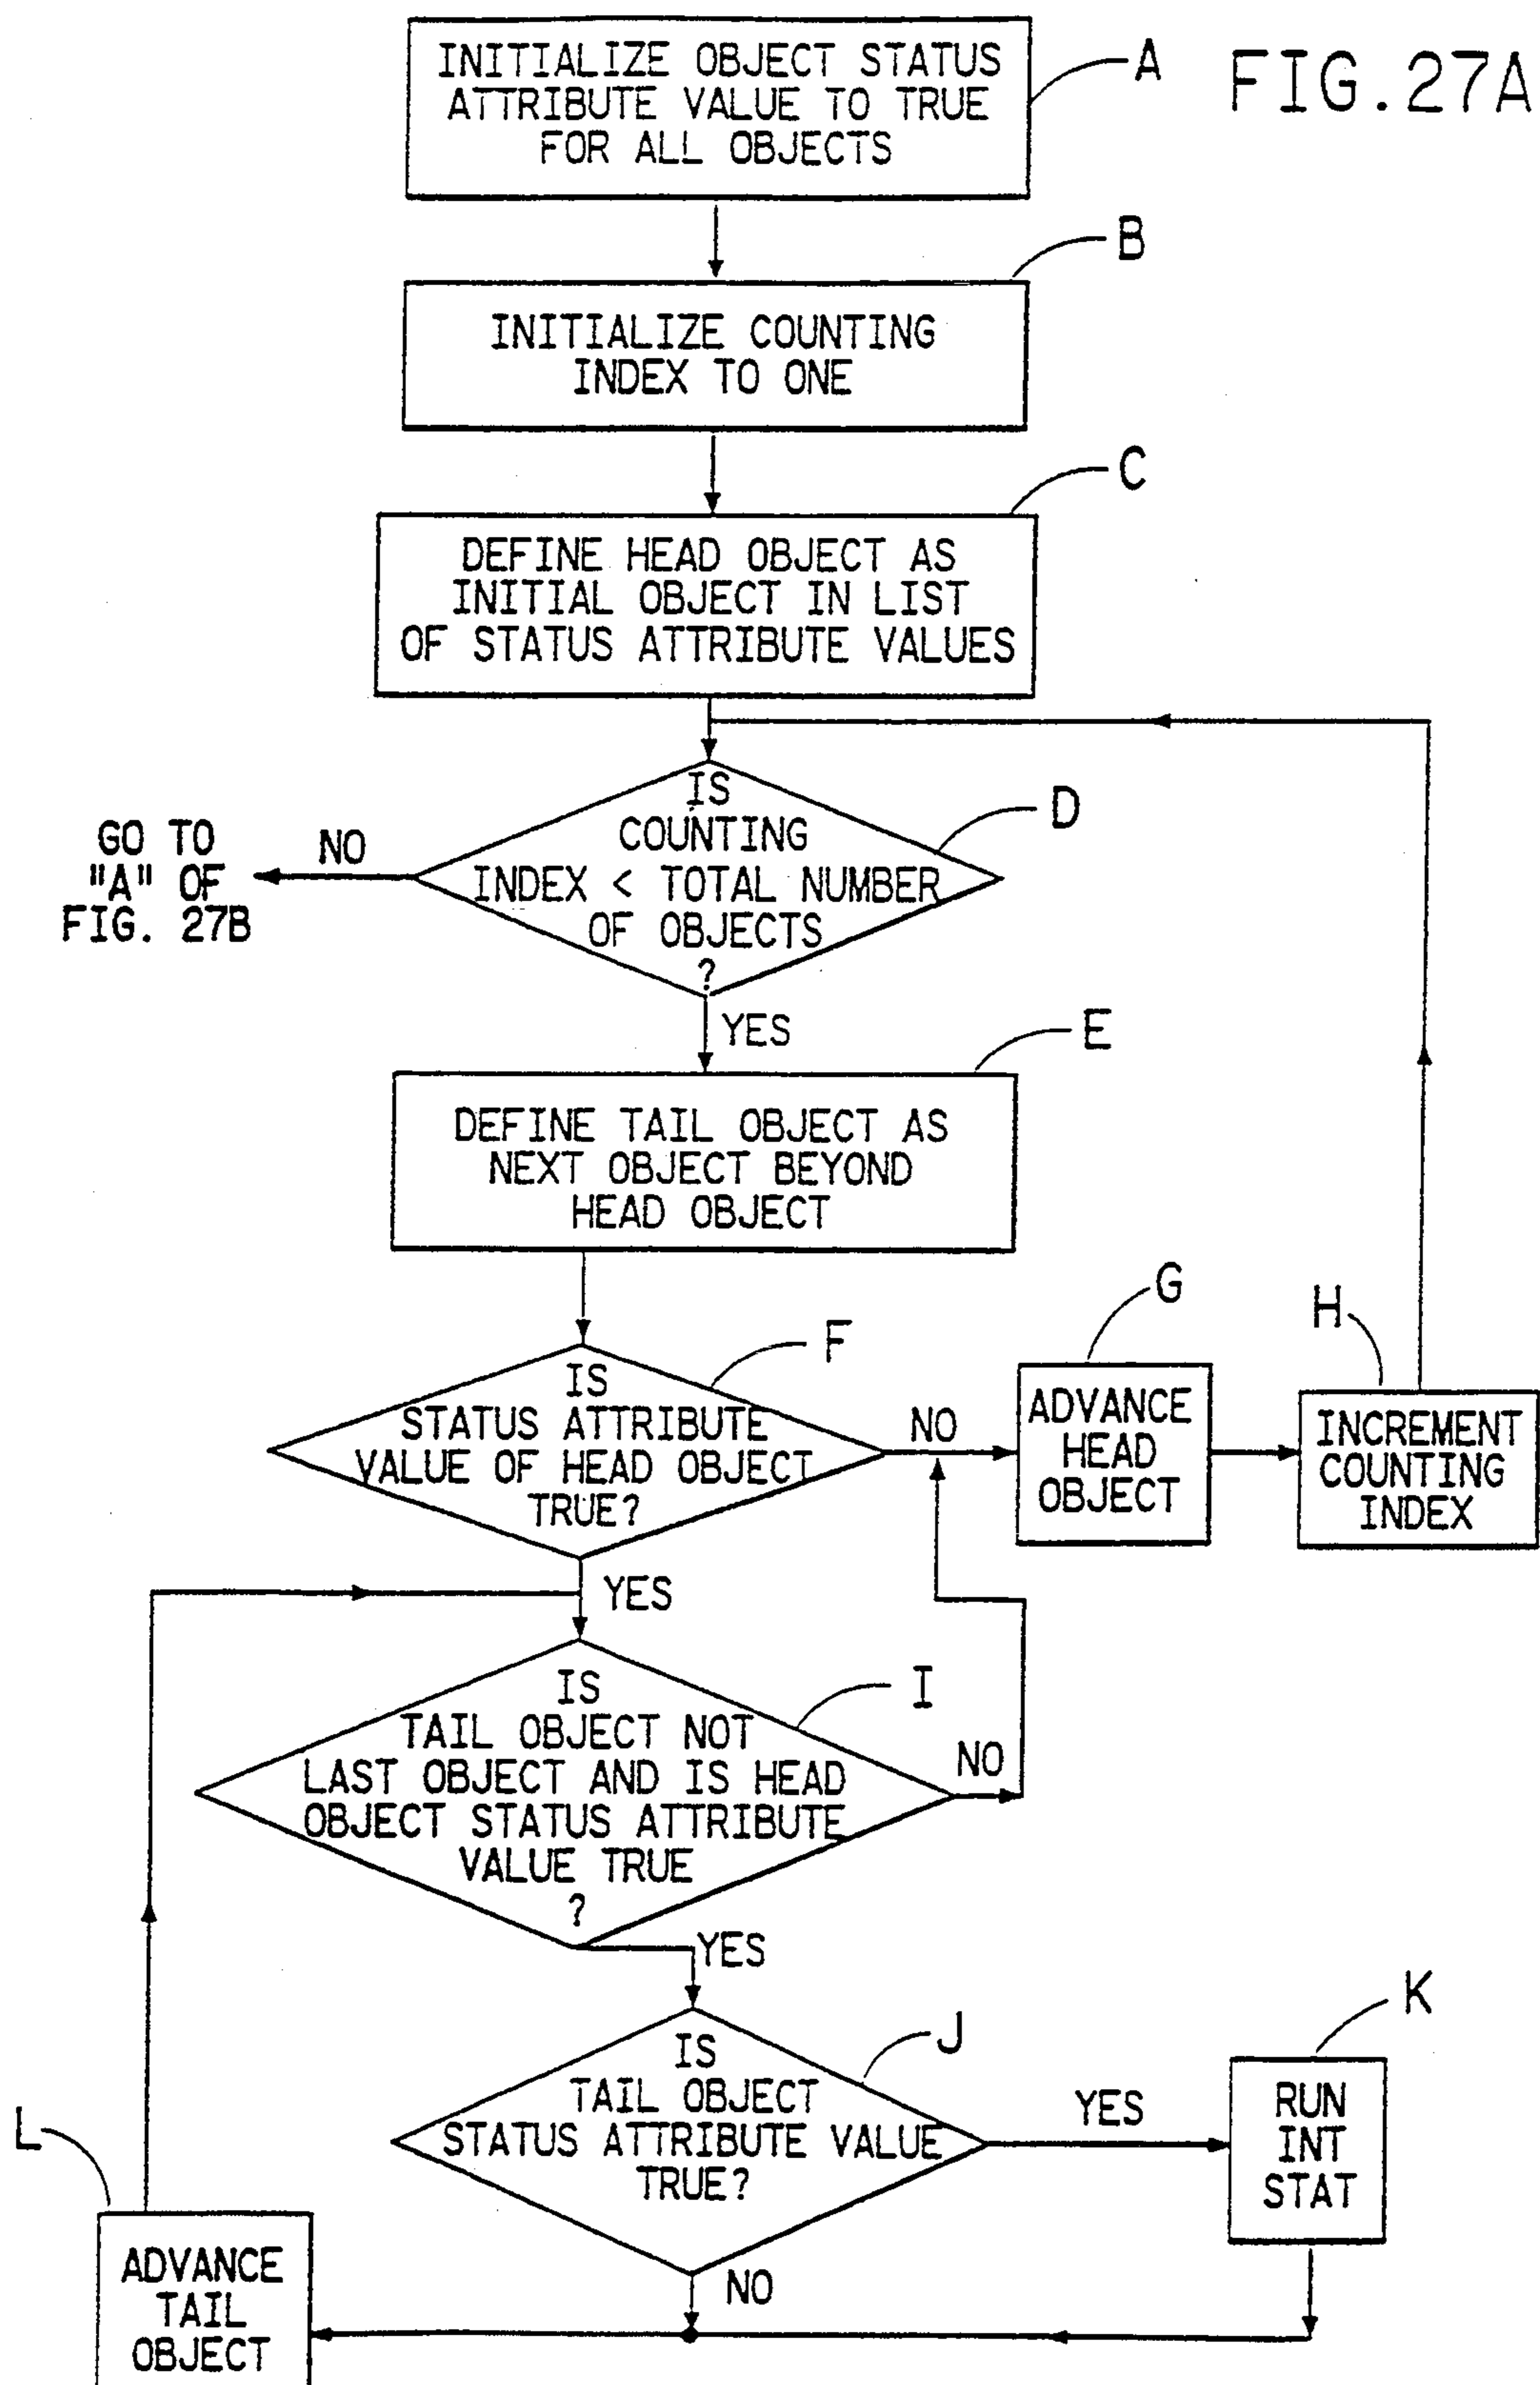 INITIALIZE OBJECT STATUS
ATTRIBUTE VALUE TO TRUE
FOR ALL OBJECTS
A
FIG.27A
B
INITIALIZE COUNTING
INDEX TO ONE
C
DEFINE HEAD OBJECT AS
INITIAL OBJECT IN LIST
OF STATUS ATTRIBUTE VALUES
D
IS
COUNTING
INDEX < TOTAL NUMBER
OF OBJECTS
?
NO
GO TO
"A" OF
FIG. 27B
YES
E
DEFINE TAIL OBJECT AS
NEXT OBJECT BEYOND
HEAD OBJECT
F
IS
STATUS ATTRIBUTE
VALUE OF HEAD OBJECT
TRUE?
NO
G
ADVANCE
HEAD
OBJECT
H
INCREMENT
COUNTING
INDEX
YES
I
IS
TAIL OBJECT NOT
LAST OBJECT AND IS HEAD
OBJECT STATUS ATTRIBUTE
VALUE TRUE
?
NO
YES
J
IS
TAIL OBJECT
STATUS ATTRIBUTE VALUE
TRUE?
YES
K
RUN
INT
STAT
NO
L
ADVANCE
TAIL
OBJECT